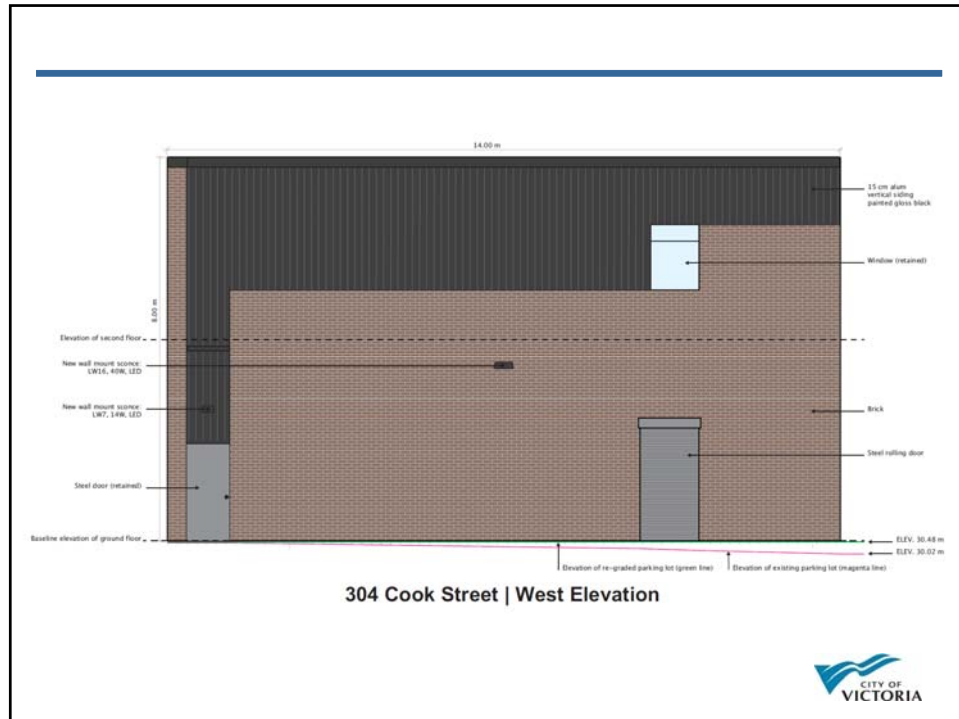 14.00 m
15 cm alum
vertical siding
painted gloss black
Window (retained)
8.00 m
Elevation of second floor
New wall mount sconce:
LW16, 40W, LED
New wall mount sconce:
LW7, 14W, LED
Brick
Steel rolling door
Steel door (retained)
Baseline elevation of ground floor
ELEV. 30.48 m
ELEV. 30.02 m
Elevation of re-graded parking lot (green line)
Elevation of existing parking lot (magenta line)
304 Cook Street | West Elevation
CITY OF
VICTORIA